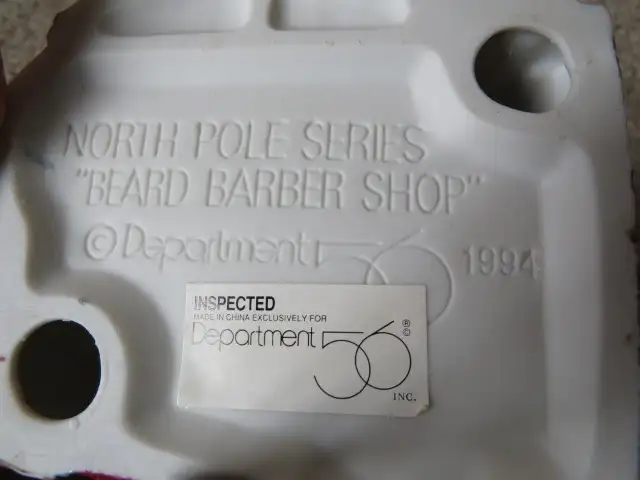 NORTH POLE SERIES
"BEARD BARBER SHOP"
© Department 56 1994
INSPECTED
MADE IN CHINA EXCLUSIVELY FOR
Department 56 ® ©
INC.